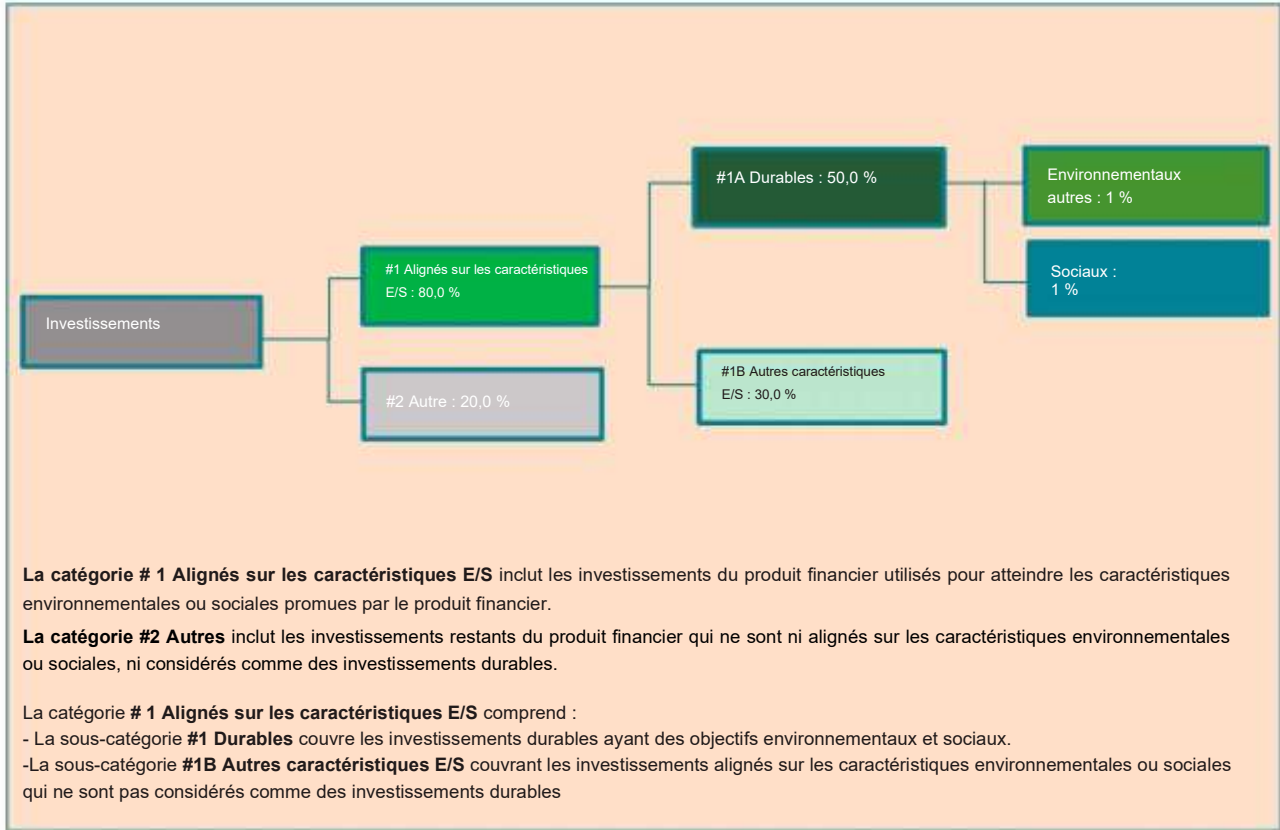 #1A Durables : 50,0 %
Environnementaux
autres : 1 %
#1 Alignés sur les caractéristiques
E/S : 80,0 %
Sociaux :
1 %
Investissements
#1B Autres caractéristiques
E/S : 30,0 %
#2 Autre : 20,0 %
La catégorie # 1 Alignés sur les caractéristiques E/S inclut les investissements du produit financier utilisés pour atteindre les caractéristiques
environnementales ou sociales promues par le produit financier.
La catégorie #2 Autres inclut les investissements restants du produit financier qui ne sont ni alignés sur les caractéristiques environnementales
ou sociales, ni considérés comme des investissements durables.
La catégorie # 1 Alignés sur les caractéristiques E/S comprend :
- La sous-catégorie #1 Durables couvre les investissements durables ayant des objectifs environnementaux et sociaux.
-La sous-catégorie #1B Autres caractéristiques E/S couvrant les investissements alignés sur les caractéristiques environnementales ou sociales
qui ne sont pas considérés comme des investissements durables